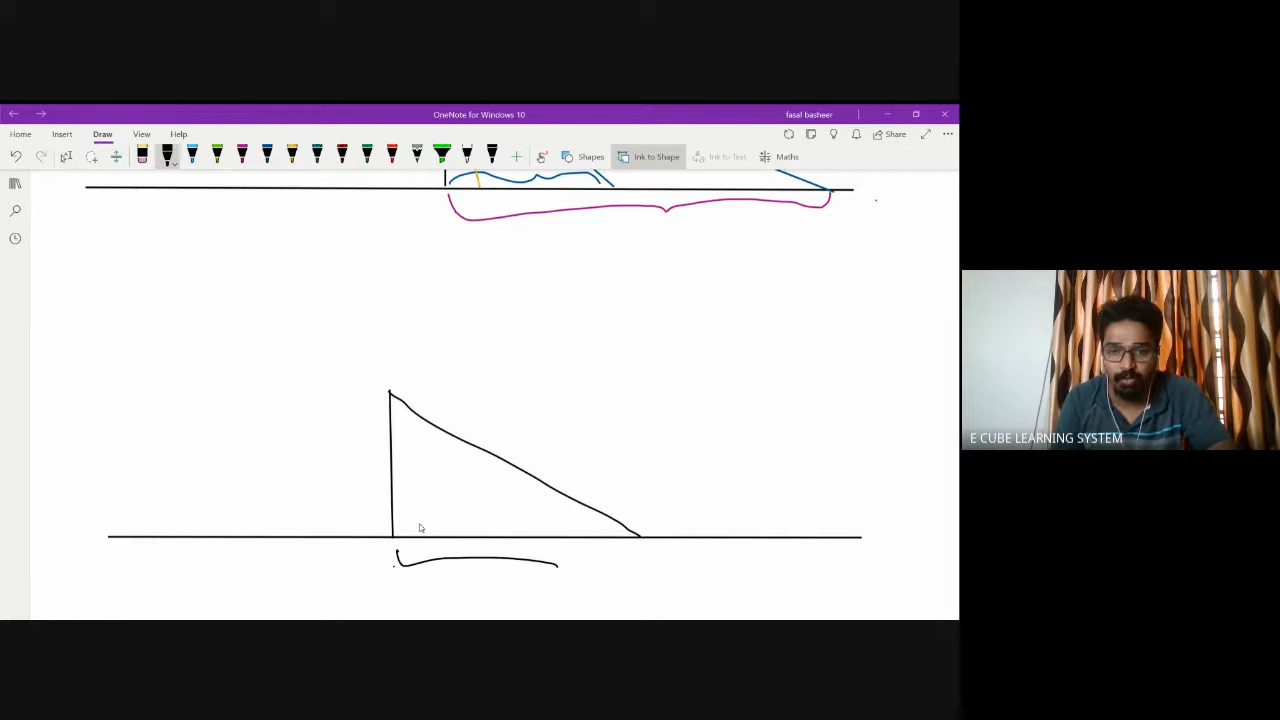 OneNote for Windows 10
fasal basheer
Home Insert Draw View Help
Share
Shapes
Ink to Shape
Ink to Text
Maths
E CUBE LEARNING SYSTEM